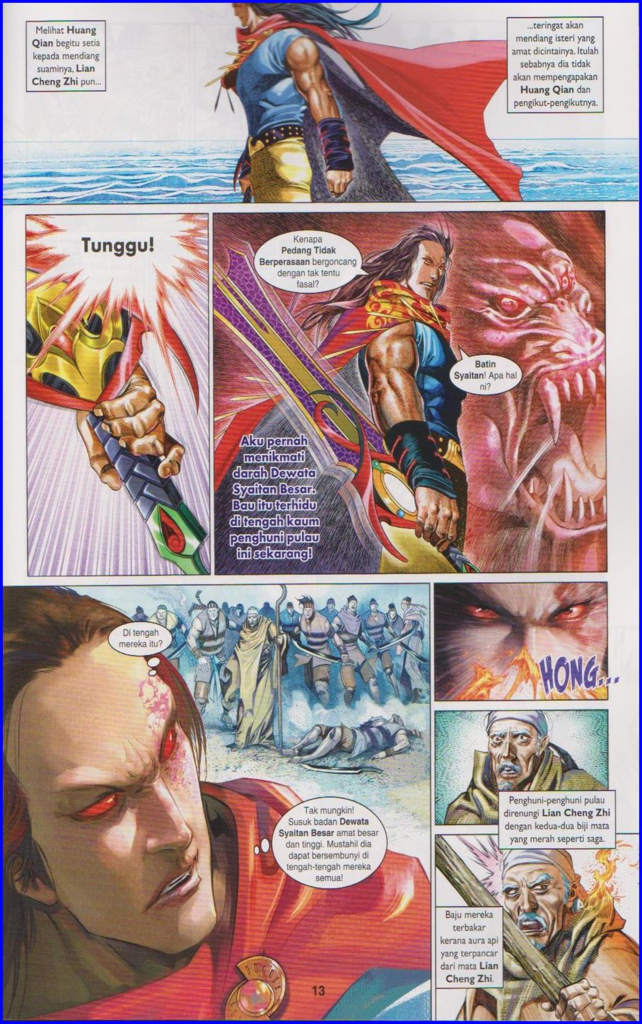 Melihat Huang
Qian begitu setia
kepada mendiang
suaminya, Lian
Cheng Zhi pun...
...teringat akan
mendiang isteri yang
amat dicintainya. Itulah
sebabnya dia tidak
akan mempengapakan
Huang Qian dan
pengikut-pengikutnya.
Tunggu!
Kenapa
Pedang Tidak
Berperasaan bergoncang
dengan tak tentu
fasal?
Batin
Syaitan! Apa hal
ni?
Aku pernah
menikmati
darah Dewata
Syaitan Besar.
Bau itu terhidu
di tengah kaum
penghuni pulau
ini sekarang!
Di tengah
mereka itu?
Tak mungkin!
Susuk badan Dewata
Syaitan Besar amat besar
dan tinggi. Mustahil dia
dapat bersembunyi di
tengah-tengah mereka
semua!
HONG...
Penghuni-penghuni pulau
direnungi Lian Cheng Zhi
dengan kedua-dua biji mata
yang merah seperti saga.
Baju mereka
terbakar
kerana aura api
yang terpancar
dari mata Lian
Cheng Zhi.
13